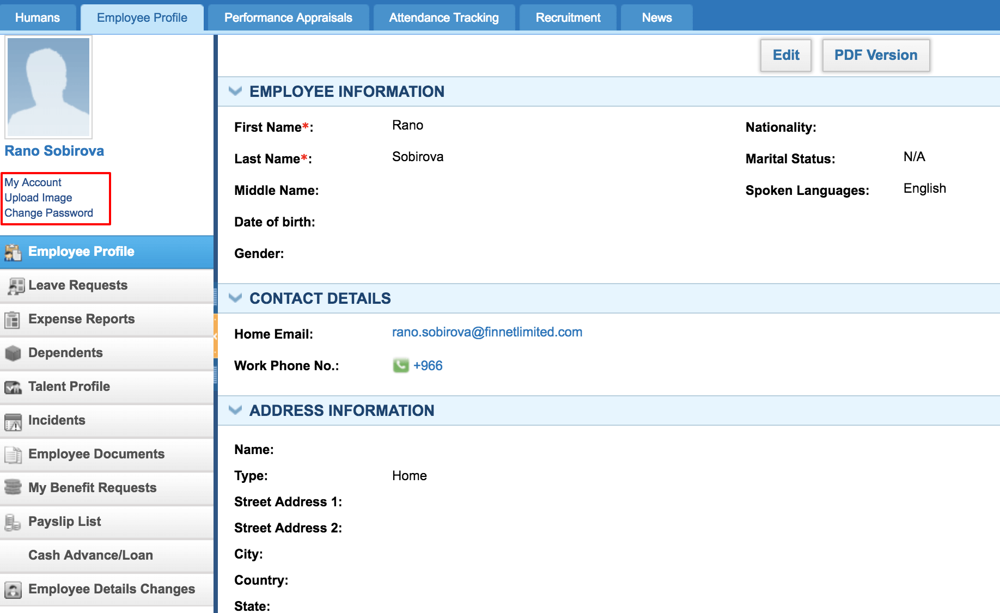 Humans
Employee Profile
Performance Appraisals
Attendance Tracking
Recruitment
News
Rano Sobirova
My Account
Upload Image
Change Password
Employee Profile
Leave Requests
Expense Reports
Dependents
Talent Profile
Incidents
Employee Documents
My Benefit Requests
Payslip List
Cash Advance/Loan
Employee Details Changes
Edit
PDF Version
EMPLOYEE INFORMATION
First Name*: Rano
Nationality:
Last Name*: Sobirova
Marital Status: N/A
Middle Name:
Spoken Languages: English
Date of birth:
Gender:
CONTACT DETAILS
Home Email: rano.sobirova@finnetlimited.com
Work Phone No.: +966
ADDRESS INFORMATION
Name:
Type: Home
Street Address 1:
Street Address 2:
City:
Country:
State: